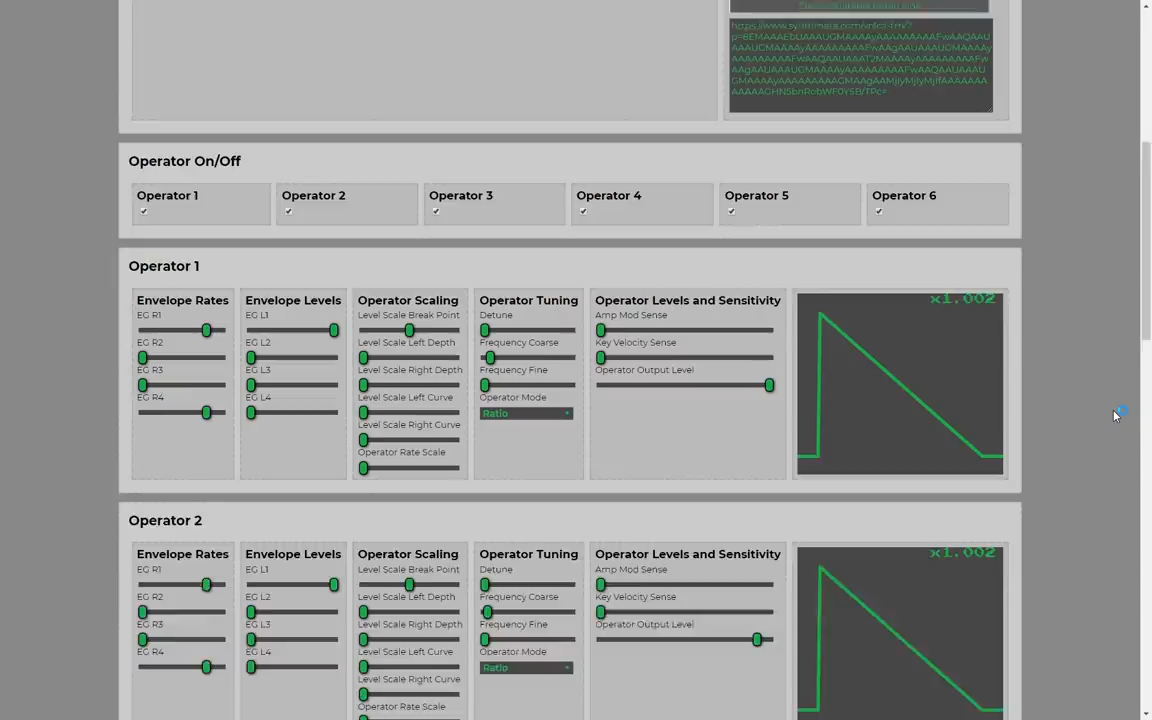 Operator On/Off
Operator 1
Operator 2
Operator 3
Operator 4
Operator 5
Operator 6
Operator 1
Envelope Rates
EG R1
EG R2
EG R3
EG R4
Envelope Levels
EG L1
EG L2
EG L3
EG L4
Operator Scaling
Level Scale Break Point
Level Scale Left Depth
Level Scale Right Depth
Level Scale Left Curve
Level Scale Right Curve
Operator Rate Scale
Operator Tuning
Detune
Frequency Coarse
Frequency Fine
Operator Mode
Ratio
Operator Levels and Sensitivity
Amp Mod Sense
Key Velocity Sense
Operator Output Level
x1.002
Operator 2
Envelope Rates
EG R1
EG R2
EG R3
EG R4
Envelope Levels
EG L1
EG L2
EG L3
EG L4
Operator Scaling
Level Scale Break Point
Level Scale Left Depth
Level Scale Right Depth
Level Scale Left Curve
Level Scale Right Curve
Operator Rate Scale
Operator Tuning
Detune
Frequency Coarse
Frequency Fine
Operator Mode
Ratio
Operator Levels and Sensitivity
Amp Mod Sense
Key Velocity Sense
Operator Output Level
x1.002